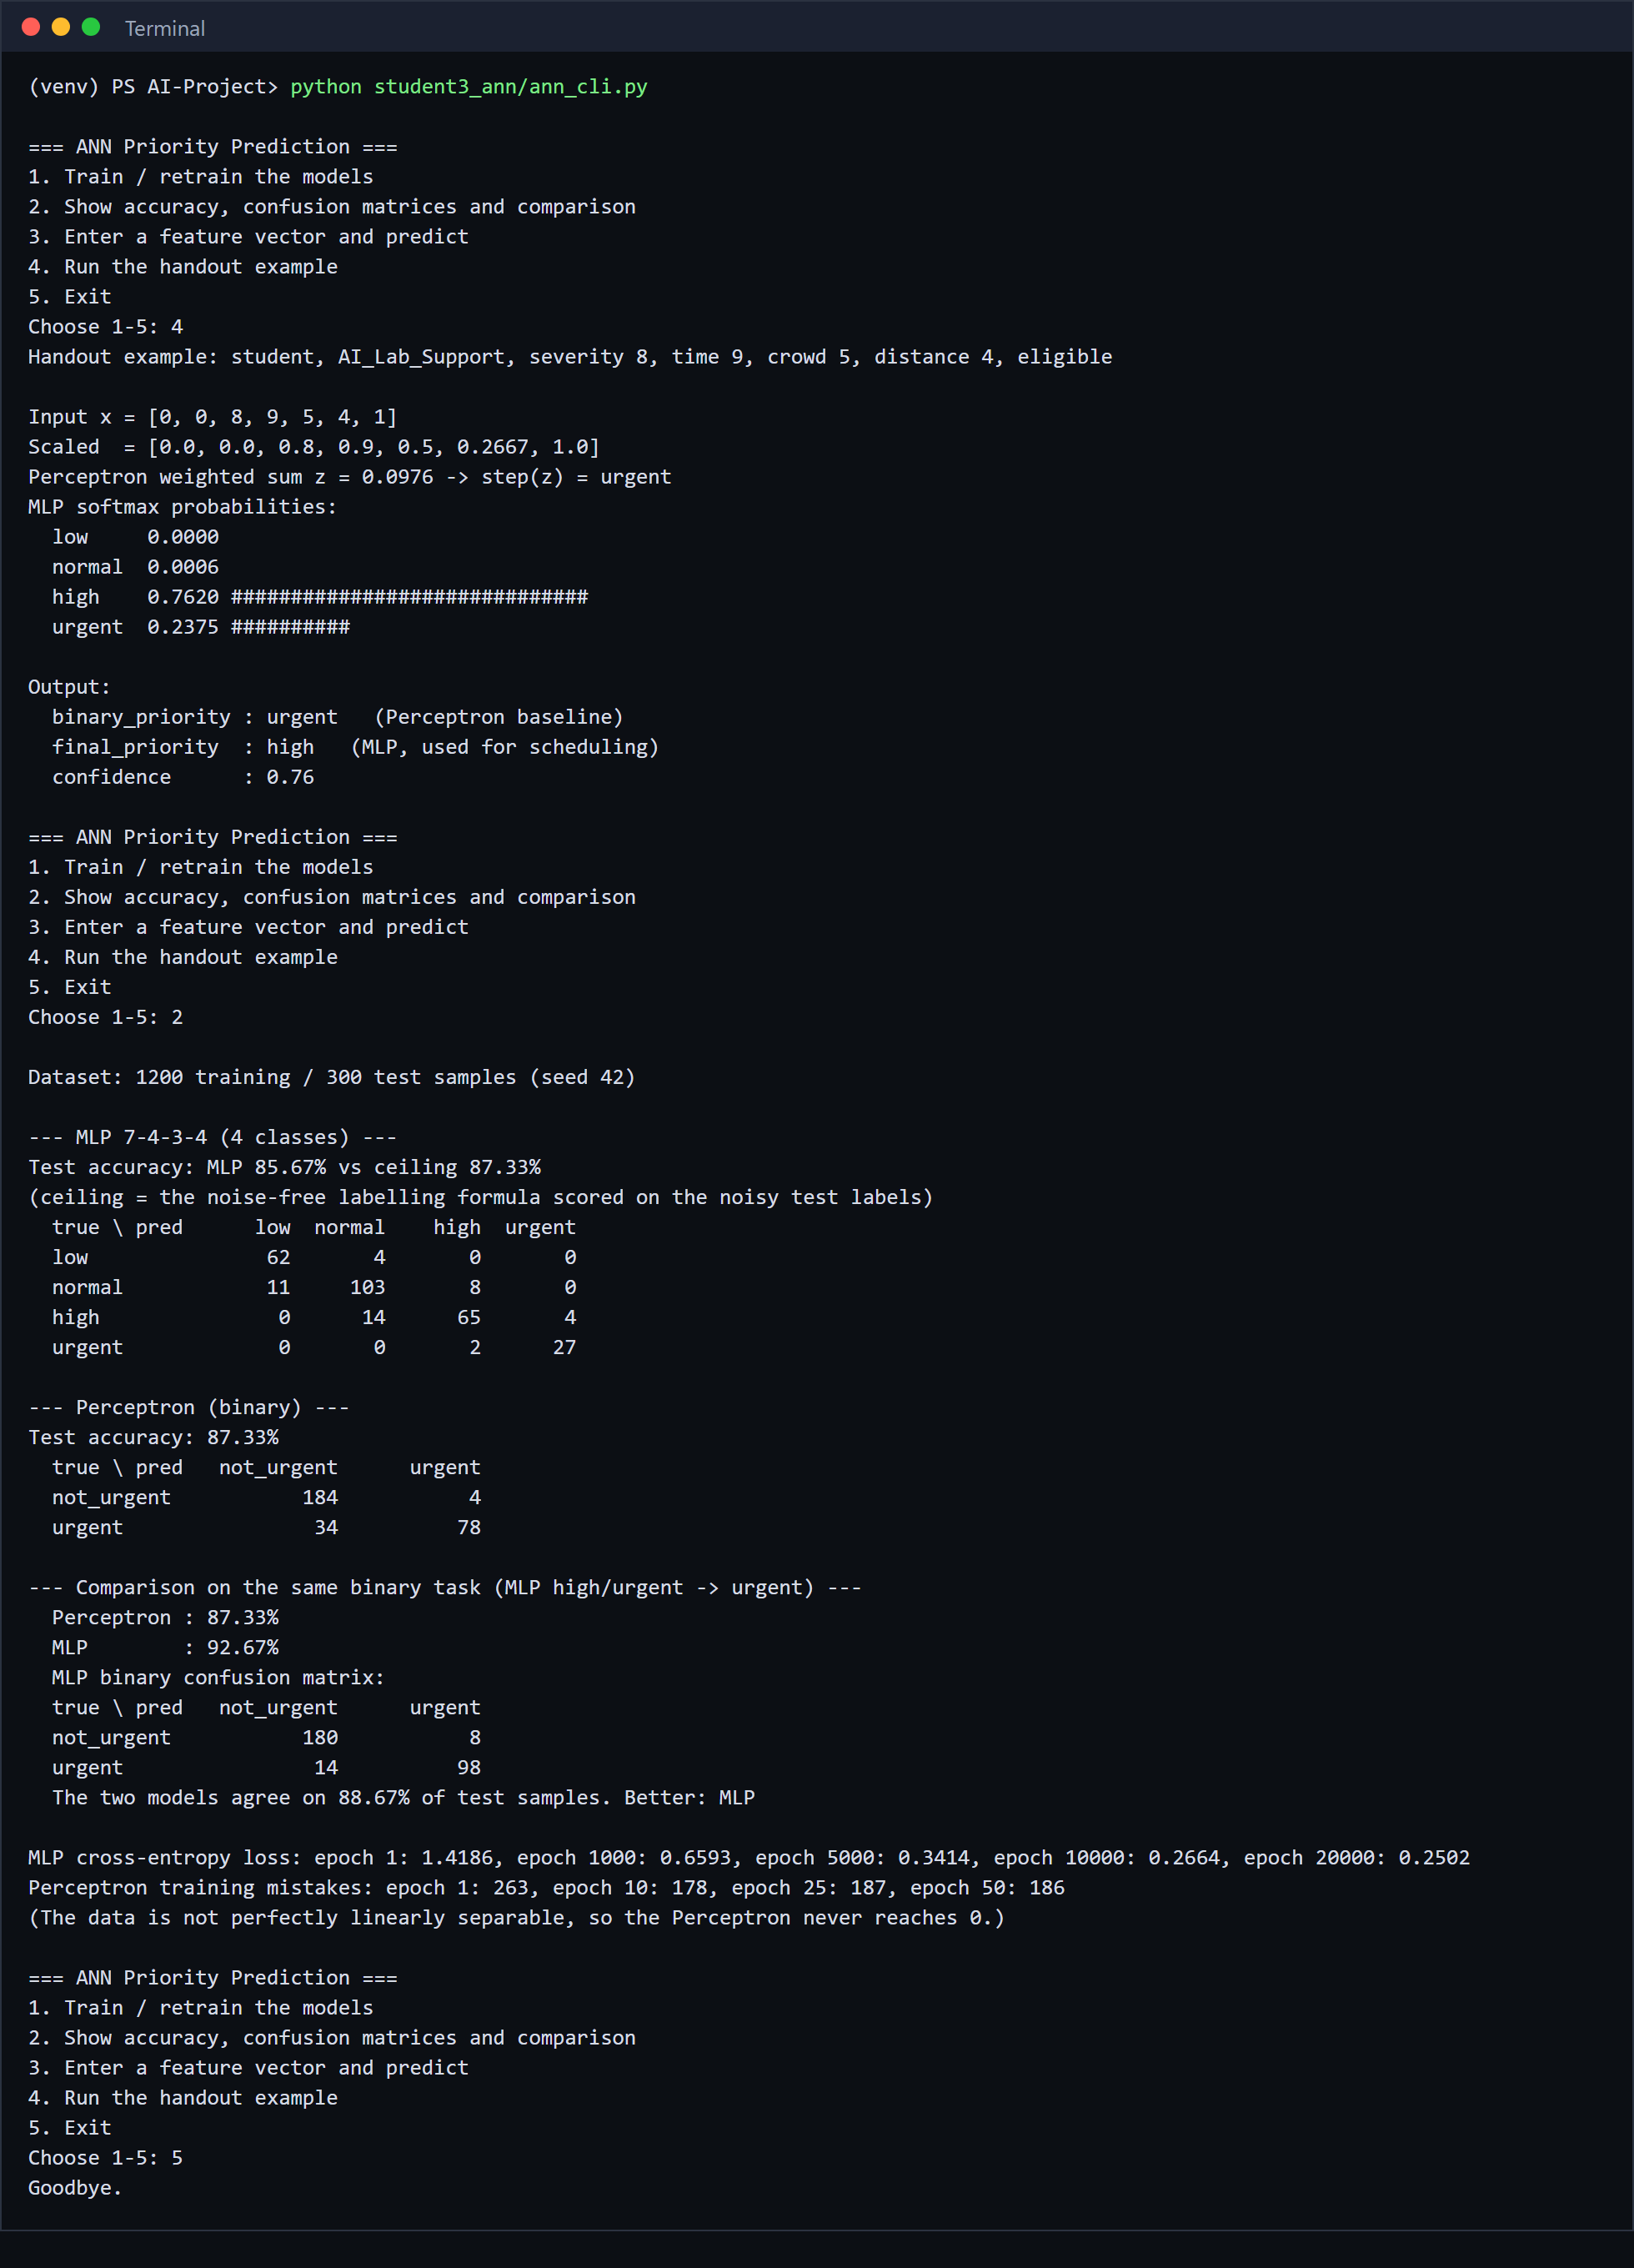 Terminal
(venv) PS AI-Project> python student3_ann/ann_cli.py
=== ANN Priority Prediction ===
1. Train / retrain the models
2. Show accuracy, confusion matrices and comparison
3. Enter a feature vector and predict
4. Run the handout example
5. Exit
Choose 1-5: 4
Handout example: student, AI_Lab_Support, severity 8, time 9, crowd 5, distance 4, eligible
Input x = [0, 0, 8, 9, 5, 4, 1]
Scaled  = [0.0, 0.0, 0.8, 0.9, 0.5, 0.2667, 1.0]
Perceptron weighted sum z = 0.0976 -> step(z) = urgent
MLP softmax probabilities:
  low     0.0000
  normal  0.0006
  high    0.7620 ##############################
  urgent  0.2375 ##########
Output:
  binary_priority : urgent   (Perceptron baseline)
  final_priority  : high   (MLP, used for scheduling)
  confidence      : 0.76
=== ANN Priority Prediction ===
1. Train / retrain the models
2. Show accuracy, confusion matrices and comparison
3. Enter a feature vector and predict
4. Run the handout example
5. Exit
Choose 1-5: 2
Dataset: 1200 training / 300 test samples (seed 42)
--- MLP 7-4-3-4 (4 classes) ---
Test accuracy: MLP 85.67% vs ceiling 87.33%
(ceiling = the noise-free labelling formula scored on the noisy test labels)
  true \ pred      low  normal    high  urgent
  low               62       4       0       0
  normal            11     103       8       0
  high               0      14      65       4
  urgent             0       0       2      27
--- Perceptron (binary) ---
Test accuracy: 87.33%
  true \ pred   not_urgent      urgent
  not_urgent           184           4
  urgent                34          78
--- Comparison on the same binary task (MLP high/urgent -> urgent) ---
  Perceptron : 87.33%
  MLP        : 92.67%
  MLP binary confusion matrix:
  true \ pred   not_urgent      urgent
  not_urgent           180           8
  urgent                14          98
  The two models agree on 88.67% of test samples. Better: MLP
MLP cross-entropy loss: epoch 1: 1.4186, epoch 1000: 0.6593, epoch 5000: 0.3414, epoch 10000: 0.2664, epoch 20000: 0.2502
Perceptron training mistakes: epoch 1: 263, epoch 10: 178, epoch 25: 187, epoch 50: 186
(The data is not perfectly linearly separable, so the Perceptron never reaches 0.)
=== ANN Priority Prediction ===
1. Train / retrain the models
2. Show accuracy, confusion matrices and comparison
3. Enter a feature vector and predict
4. Run the handout example
5. Exit
Choose 1-5: 5
Goodbye.